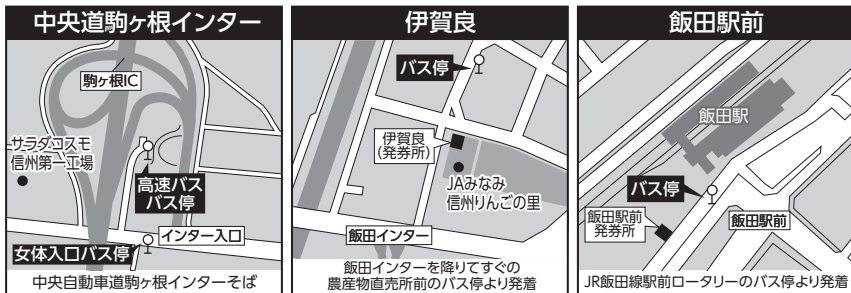 中央道駒ヶ根インター
駒ヶ根IC
サラダコスモ
信州第一工場
高速バス
バス停
インター入口
女体入口バス停
中央自動車道駒ヶ根インターそば
伊賀良
バス停
伊賀良
(発券所)
JAみなみ
信州りんごの里
飯田インター
飯田インターを降りてすぐの
農産物直売所前のバス停より発着
飯田駅前
飯田駅
バス停
飯田駅前
発券所
飯田駅前
JR飯田線駅前ロータリーのバス停より発着